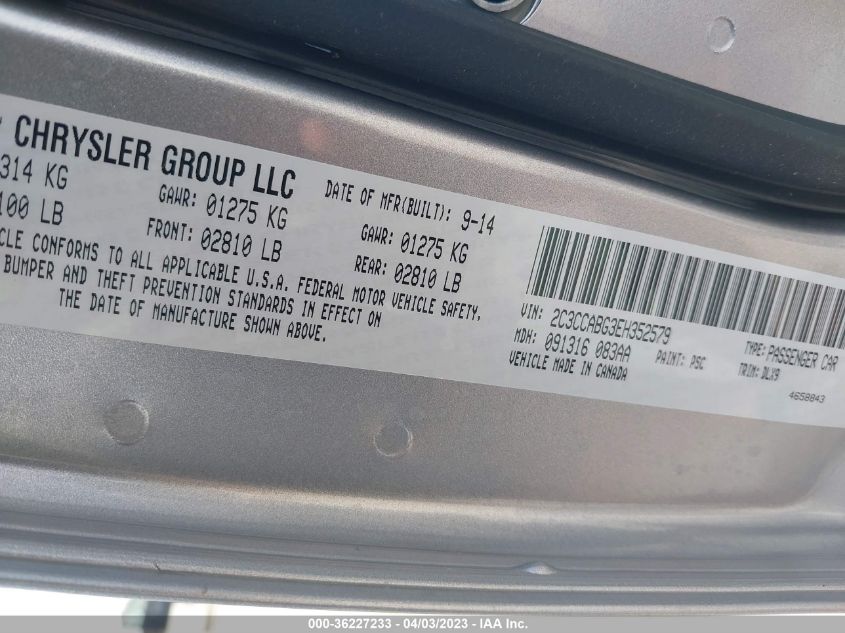 CHRYSLER GROUP LLC
DATE OF MFR(BUILT): 9-14
314 KG
GAWR: 01275 KG
GAWR: 01275 KG
100 LB
FRONT: 02810 LB
REAR: 02810 LB
CONFORMS TO ALL APPLICABLE U.S.A. FEDERAL MOTOR VEHICLE SAFETY,
BUMPER AND THEFT PREVENTION STANDARDS IN EFFECT ON
THE DATE OF MANUFACTURE SHOWN ABOVE.
VIN: 2C3CCABG3EH352579
TYPE: PASSENGER CAR
MDH: 091316 083AA
PAINT: PSC
TRIM: DLX9
VEHICLE MADE IN CANADA
4658843
000-36227233 - 04/03/2023 - IAAI.com